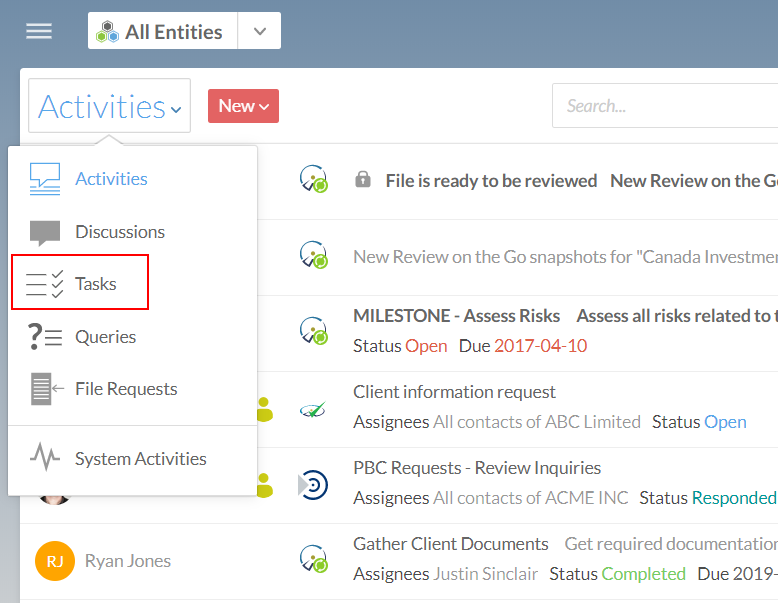 All Entities
Activities
New
Search...
Activities
Discussions
Tasks
Queries
File Requests
System Activities
File is ready to be reviewed New Review on the Go
New Review on the Go snapshots for "Canada Investmen
MILESTONE - Assess Risks Assess all risks related to t
Status Open Due 2017-04-10
Client information request
Assignees All contacts of ABC Limited Status Open
PBC Requests - Review Inquiries
Assignees All contacts of ACME INC Status Responded
RJ Ryan Jones
Gather Client Documents Get required documentation
Assignees Justin Sinclair Status Completed Due 2019-